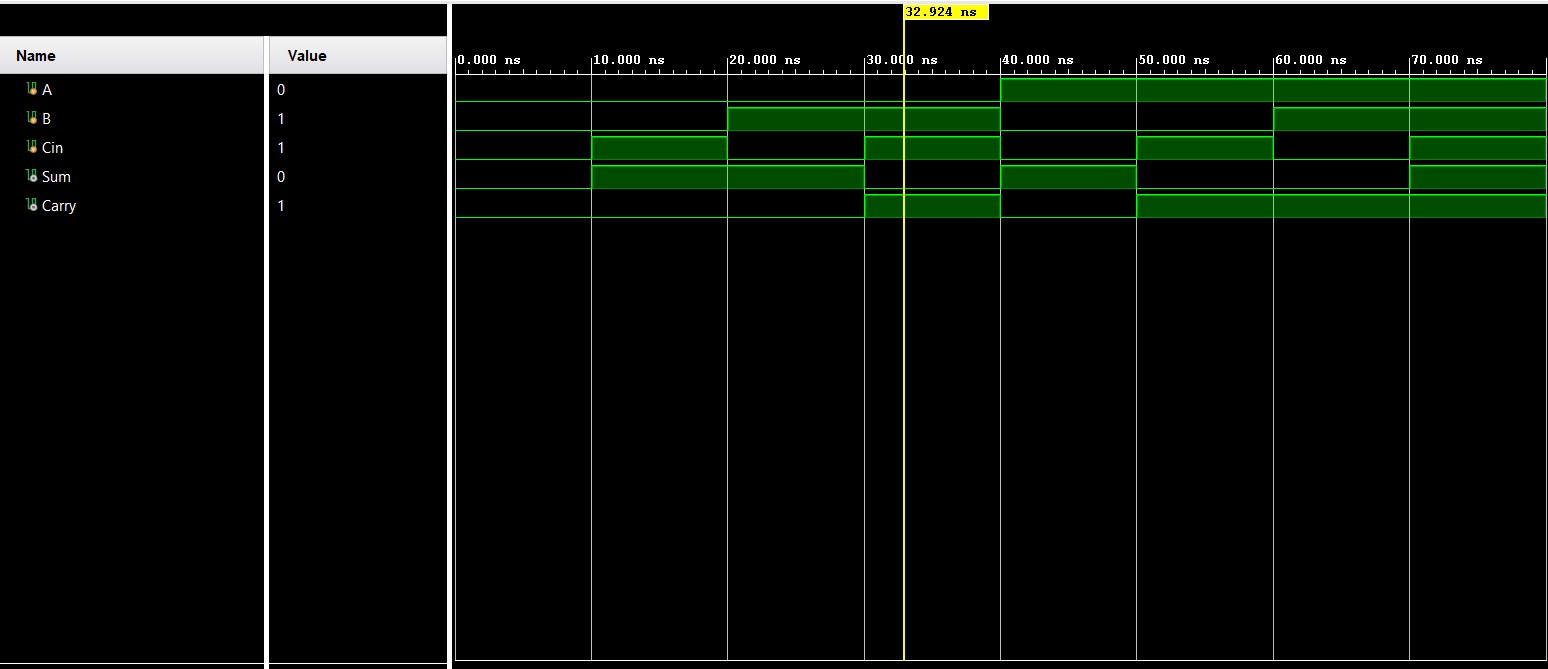 32.924 ns
Name Value
0.000 ns 10.000 ns 20.000 ns 30.000 ns 40.000 ns 50.000 ns 60.000 ns 70.000 ns
A 0
B 1
Cin 1
Sum 0
Carry 1